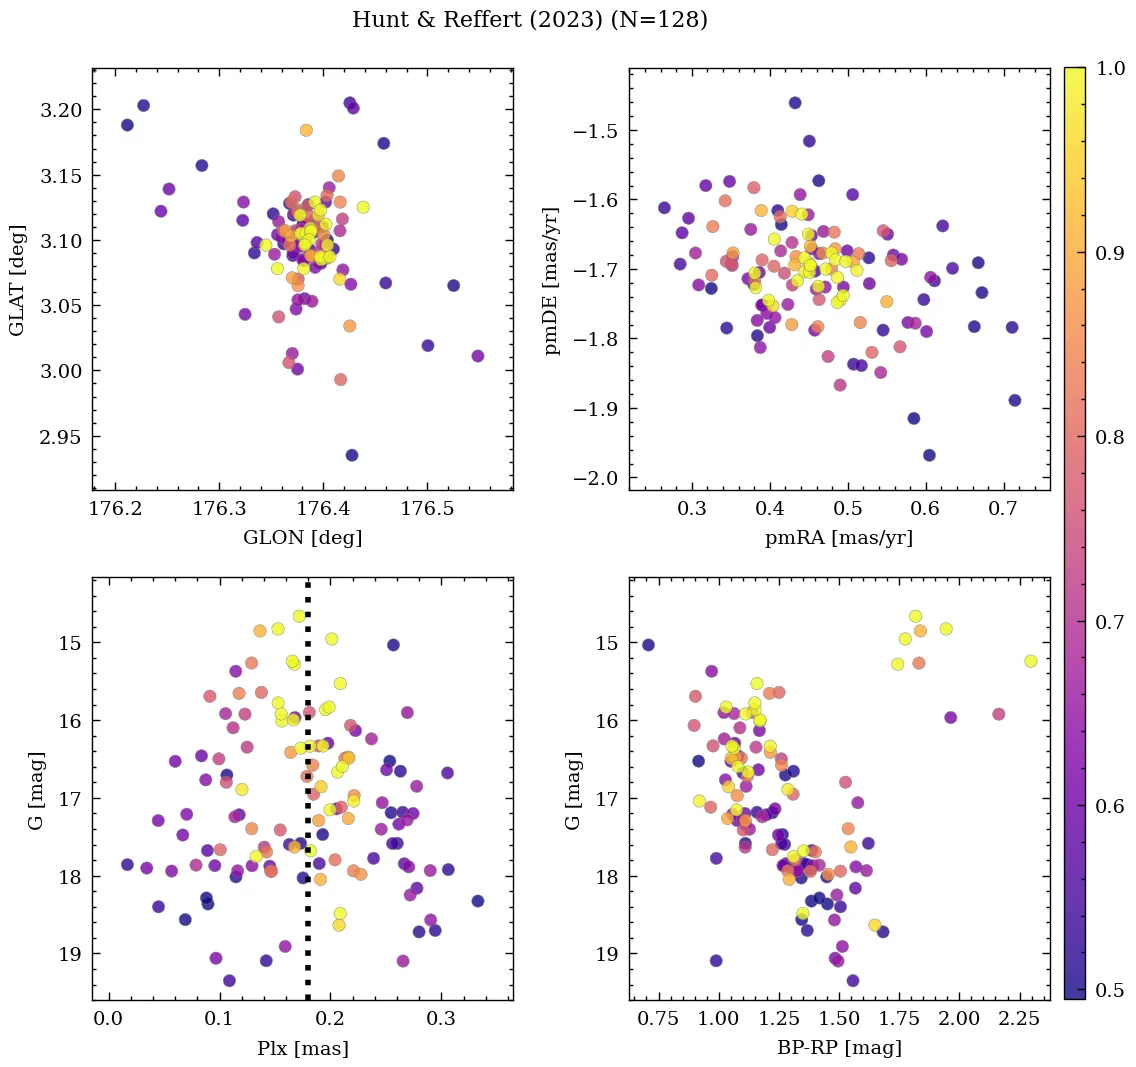 Hunt & Reffert (2023) (N=128)
3.20
3.15
3.10
3.05
3.00
2.95
GLAT [deg]
176.2 176.3 176.4 176.5
GLON [deg]
−1.5
−1.6
−1.7
−1.8
−1.9
−2.0
pmDE [mas/yr]
0.3 0.4 0.5 0.6 0.7
pmRA [mas/yr]
1.0
0.9
0.8
0.7
0.6
0.5
15
16
17
18
19
G [mag]
0.0 0.1 0.2 0.3
Plx [mas]
15
16
17
18
19
G [mag]
0.75 1.00 1.25 1.50 1.75 2.00 2.25
BP-RP [mag]